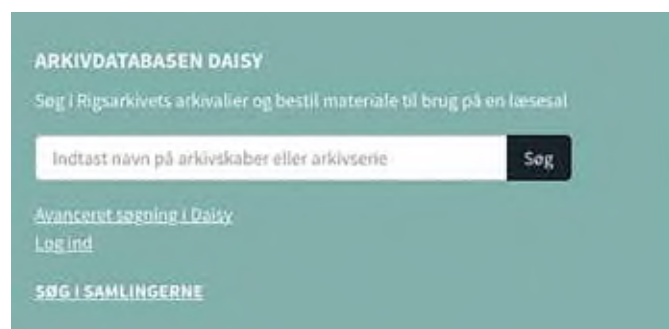 ARKIVDATABASEN DAISY
Søg i Rigsarkivets arkivalier og bestil materiale til brug på en læsesal
Indtast navn på arkivskaber eller arkivserie
Søg
Avanceret søgning i Daisy
Log ind
SØG I SAMLINGERNE